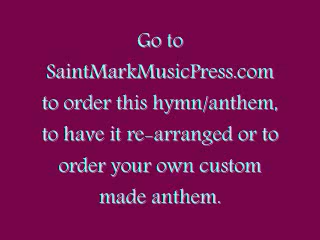 Go to
SaintMarkMusicPress.com
to order this hymn/anthem,
to have it re-arranged or to
order your own custom
made anthem.